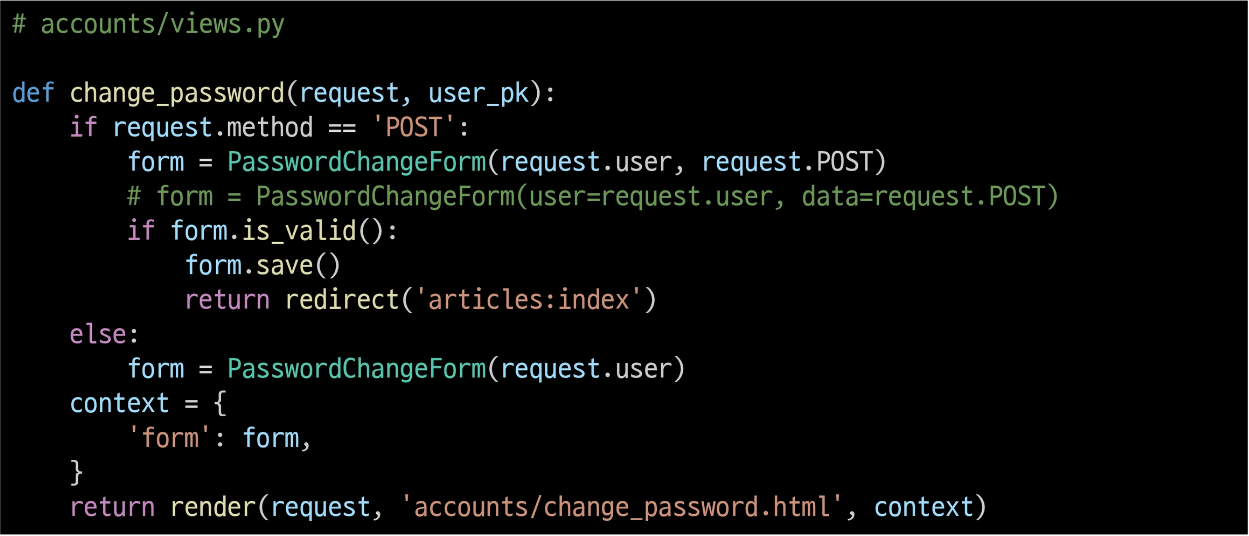 # accounts/views.py
def change_password(request, user_pk):
    if request.method == 'POST':
        form = PasswordChangeForm(request.user, request.POST)
        # form = PasswordChangeForm(user=request.user, data=request.POST)
        if form.is_valid():
            form.save()
            return redirect('articles:index')
    else:
        form = PasswordChangeForm(request.user)
    context = {
        'form': form,
    }
    return render(request, 'accounts/change_password.html', context)